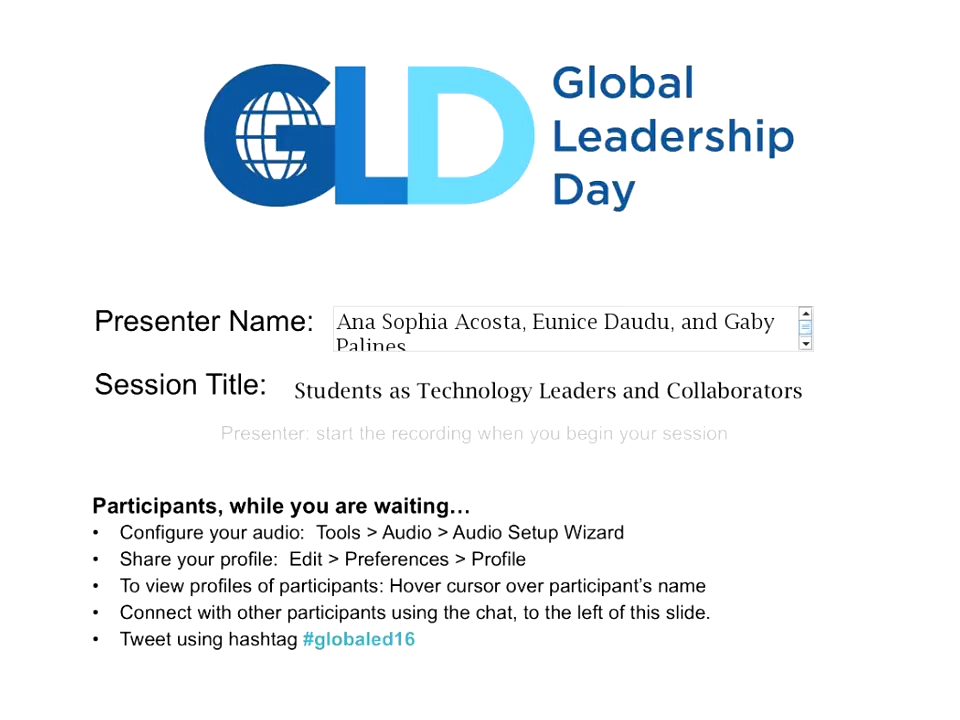 GLD
Global
Leadership
Day
Presenter Name: Ana Sophia Acosta, Eunice Daudu, and Gaby
Palines
Session Title: Students as Technology Leaders and Collaborators
Presenter: start the recording when you begin your session
Participants, while you are waiting…
• Configure your audio: Tools > Audio > Audio Setup Wizard
• Share your profile: Edit > Preferences > Profile
• To view profiles of participants: Hover cursor over participant’s name
• Connect with other participants using the chat, to the left of this slide.
• Tweet using hashtag #globaled16